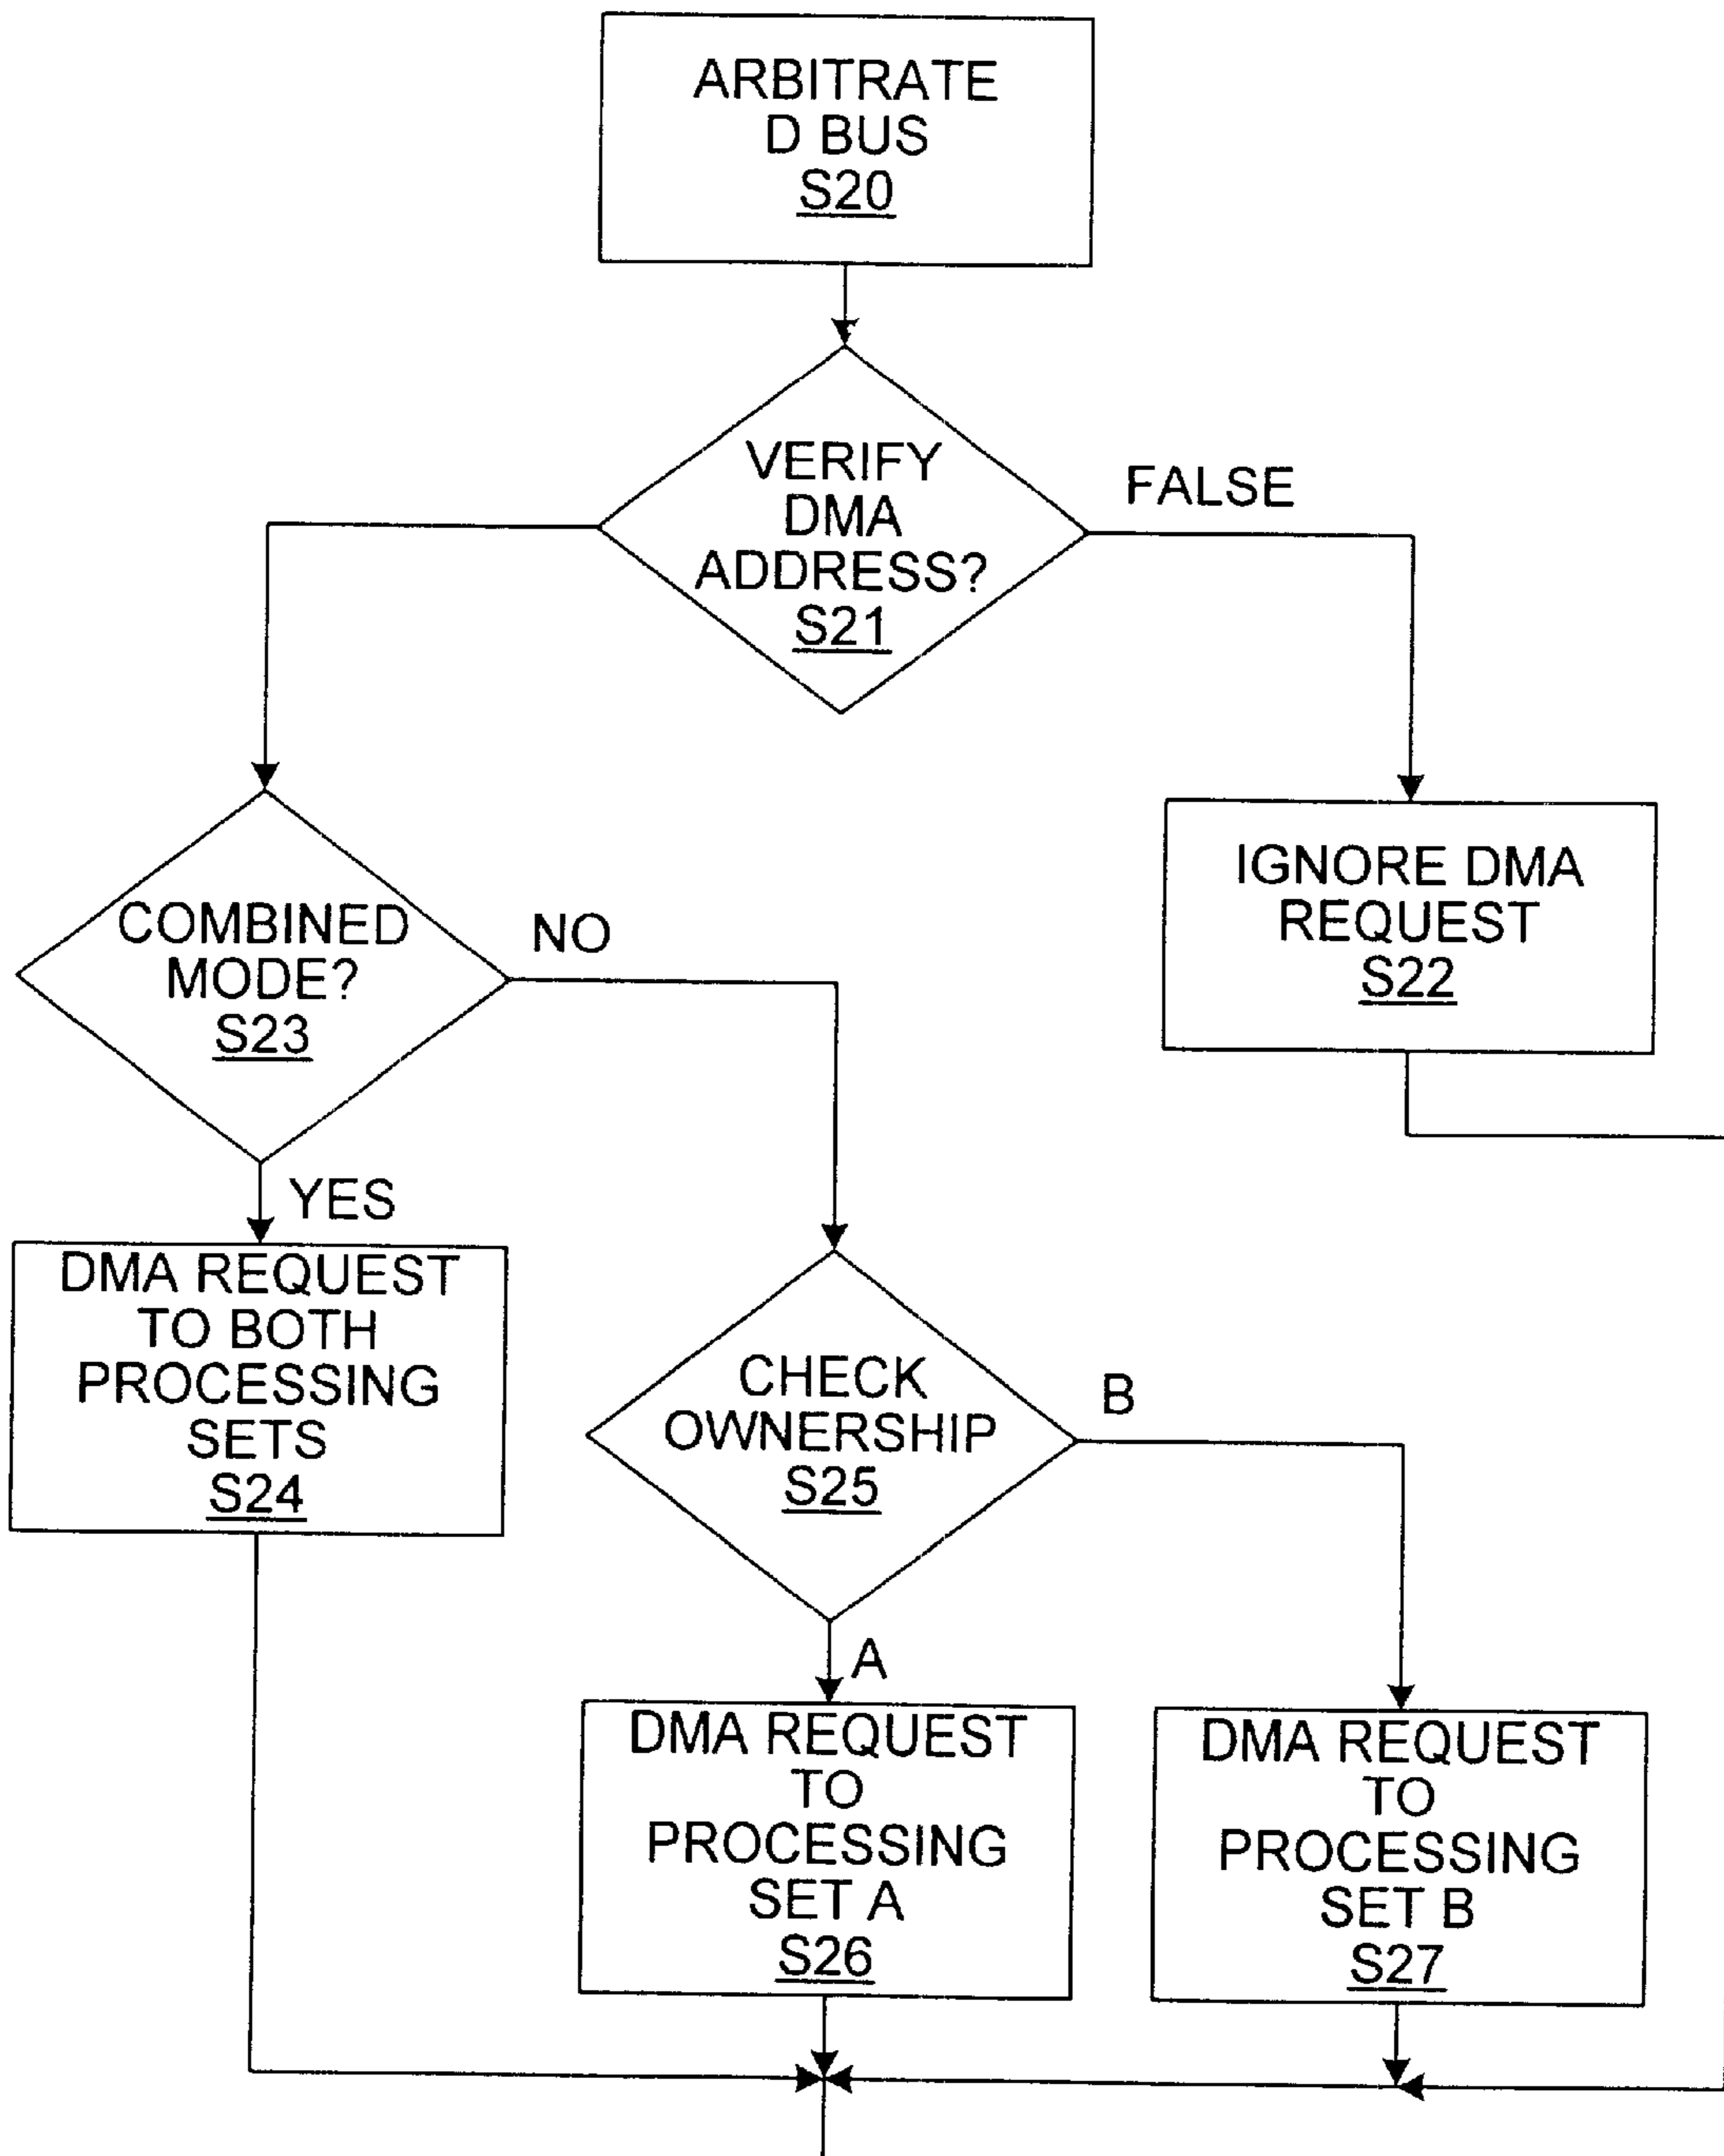 ARBITRATE
D BUS
S20
VERIFY
DMA
ADDRESS?
S21
FALSE
IGNORE DMA
REQUEST
S22
COMBINED
MODE?
S23
NO
YES
DMA REQUEST
TO BOTH
PROCESSING
SETS
S24
CHECK
OWNERSHIP
S25
B
A
DMA REQUEST
TO
PROCESSING
SET A
S26
DMA REQUEST
TO
PROCESSING
SET B
S27